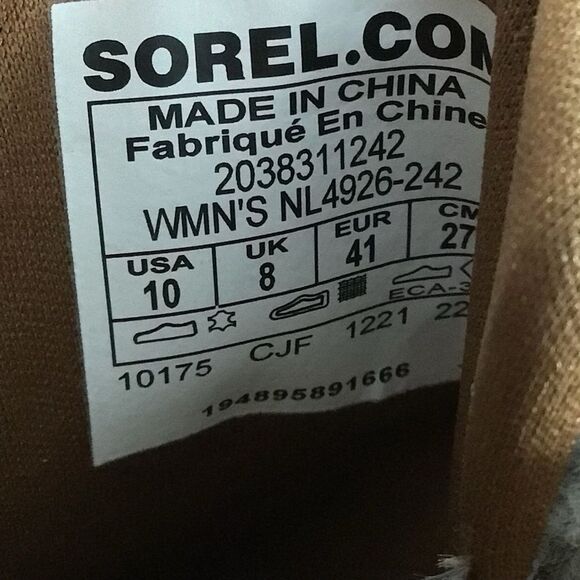 SOREL.COM
MADE IN CHINA
Fabriqué En Chine
2038311242
WMN'S NL4926-242
USA UK EUR CM
10 8 41 27
ECA-3
10175 CJF 1221 22
194895891666